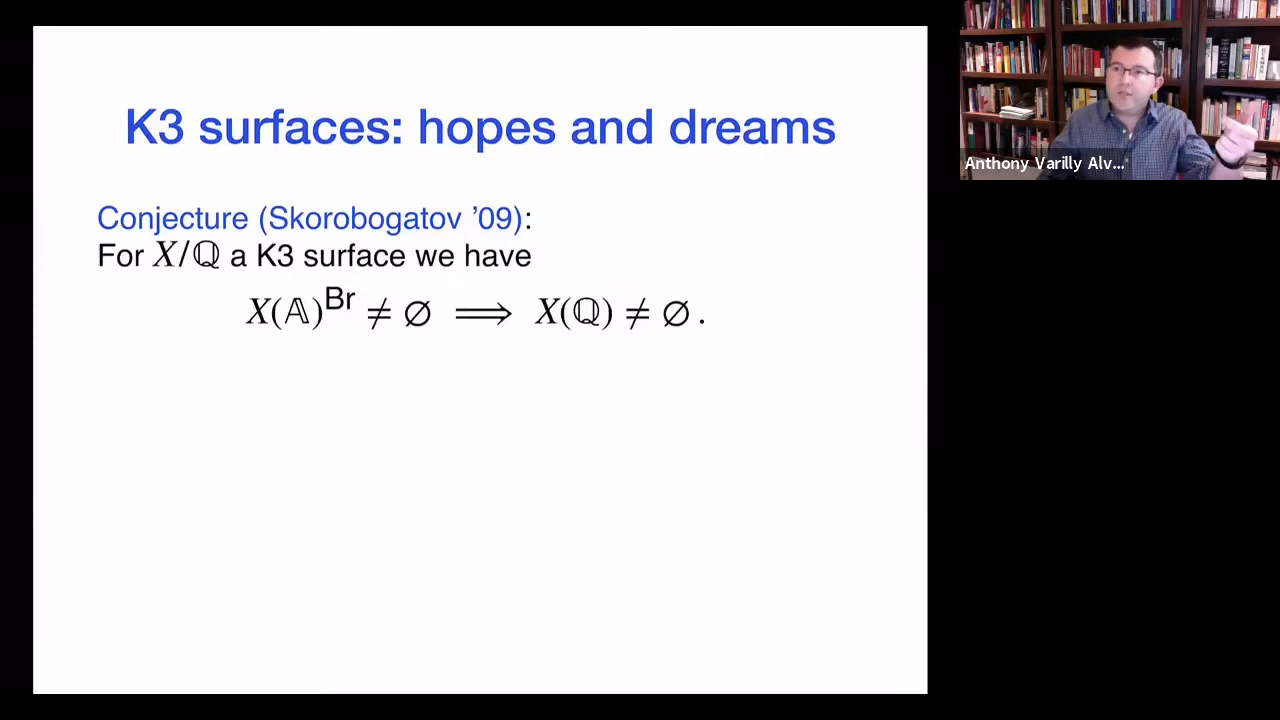 K3 surfaces: hopes and dreams
Conjecture (Skorobogatov ’09):
For X/ℚ a K3 surface we have
X(𝔸)^Br ≠ ∅ ⟹ X(ℚ) ≠ ∅.
Anthony Varilly Alv...